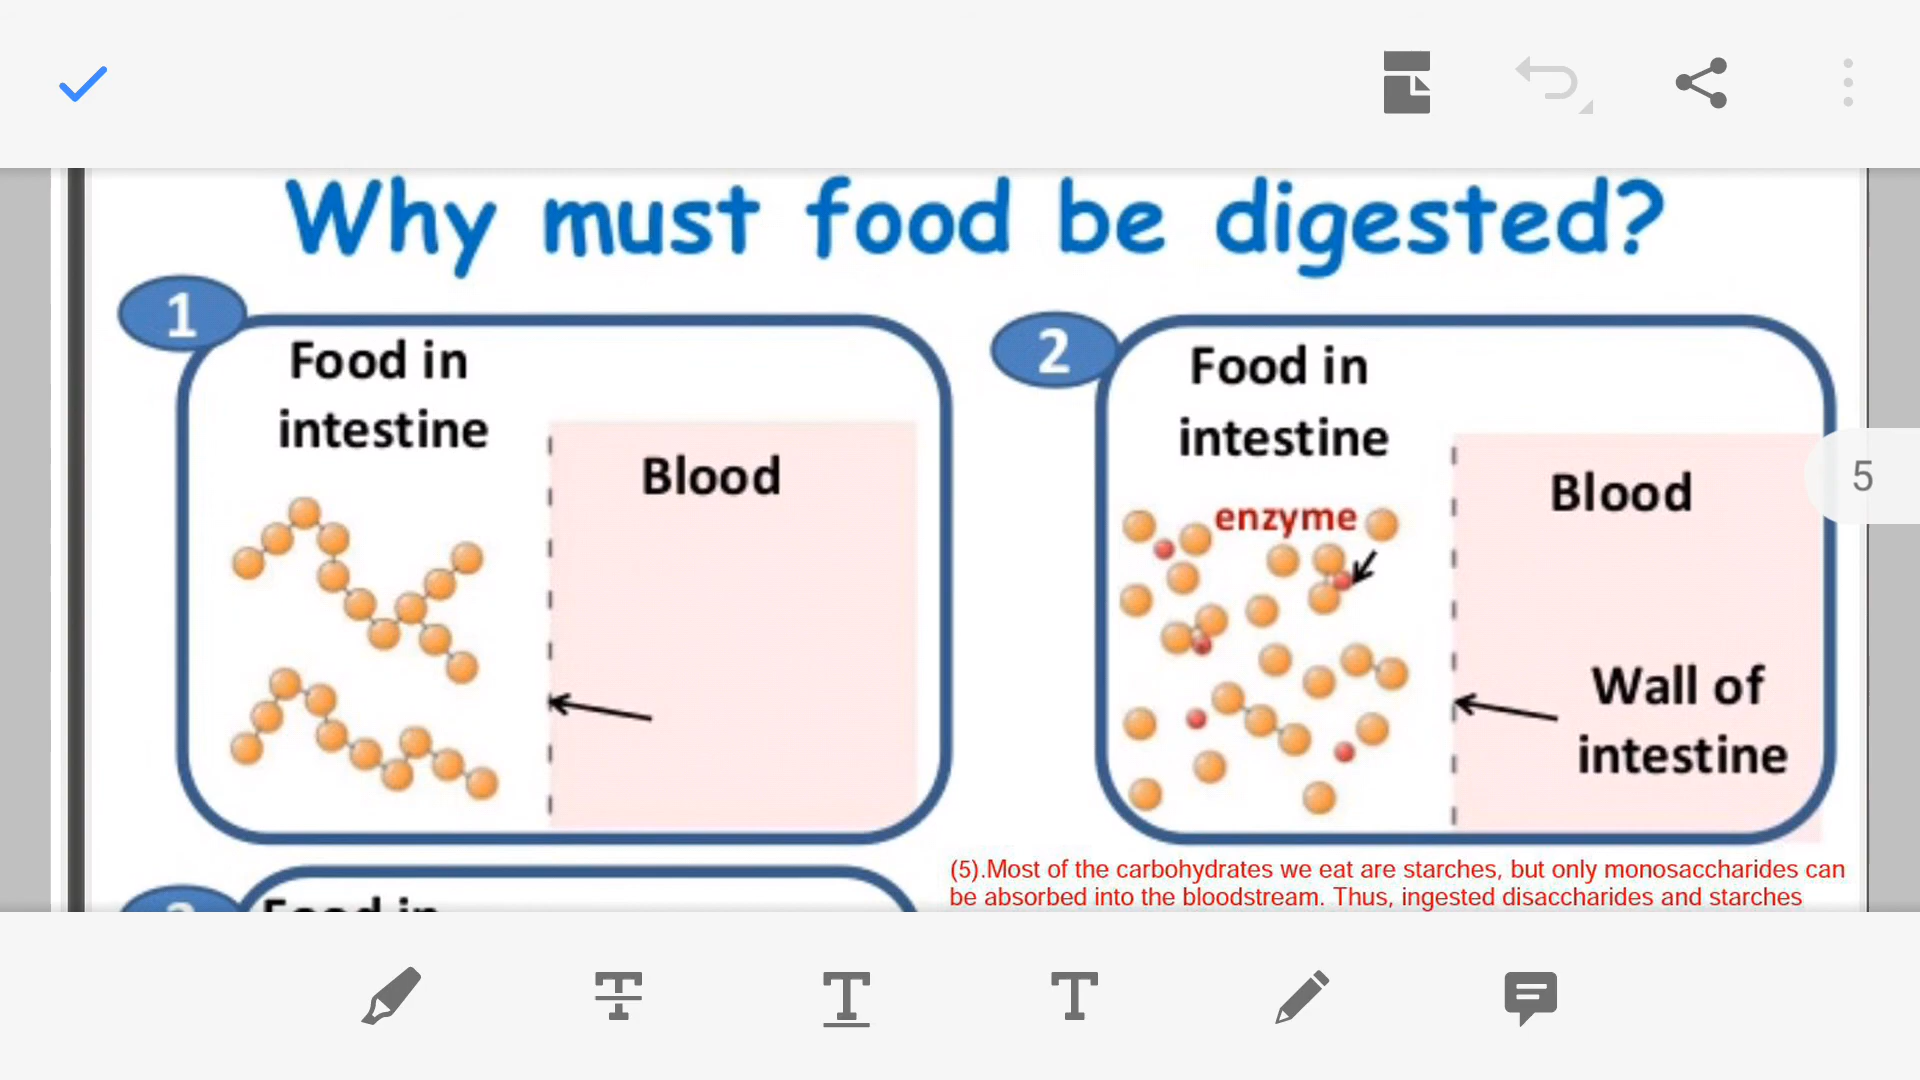 Why must food be digested?
1
Food in
intestine
Blood
2
Food in
intestine
enzyme
Blood
Wall of
intestine
5
(5).Most of the carbohydrates we eat are starches, but only monosaccharides can
be absorbed into the bloodstream. Thus, ingested disaccharides and starches
Food in